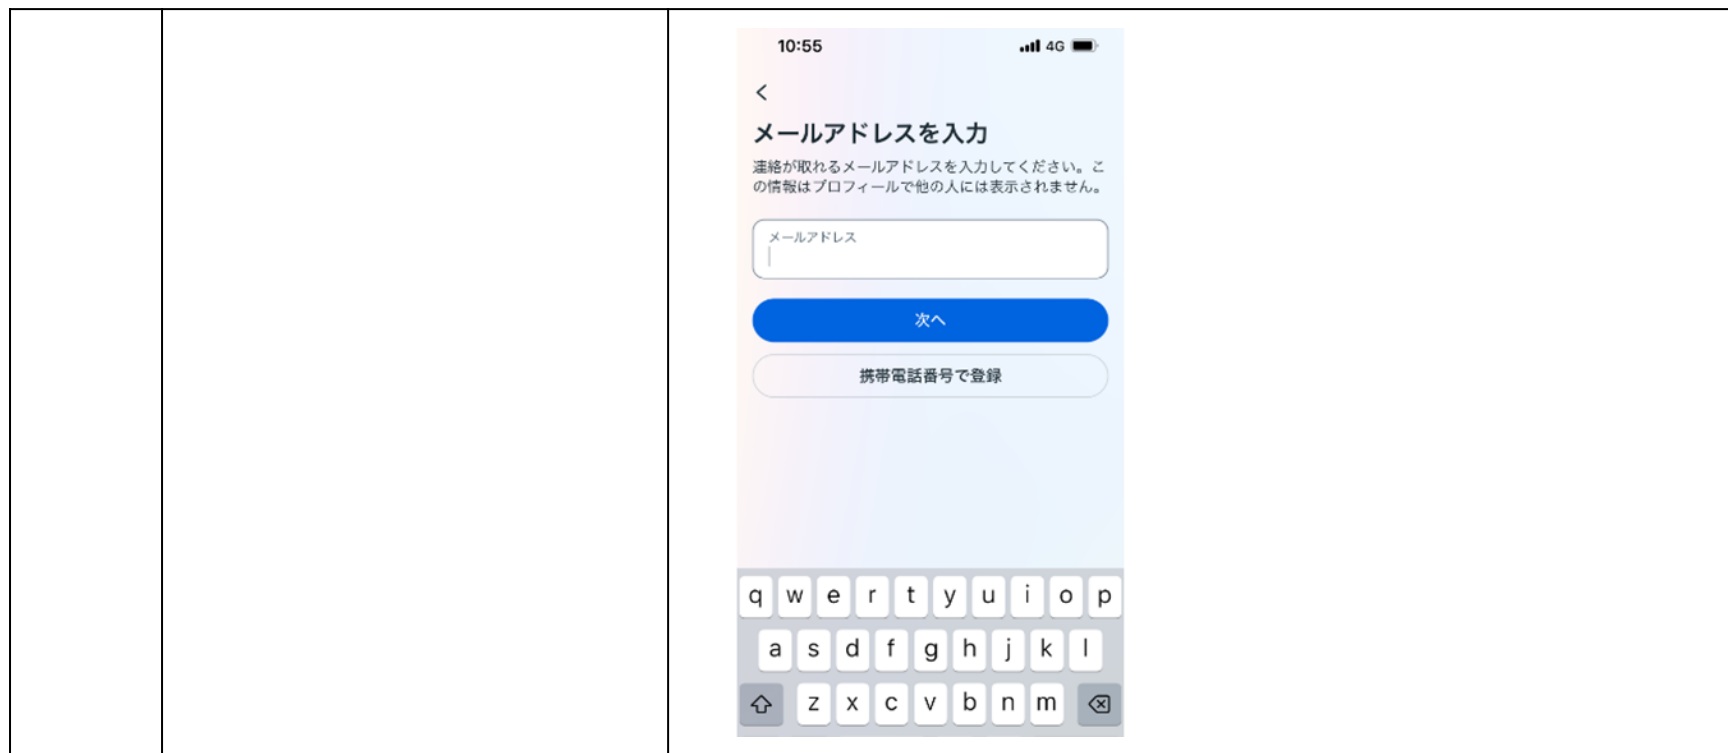 10:55 4G
メールアドレスを入力
連絡が取れるメールアドレスを入力してください。こ
の情報はプロフィールで他の人には表示されません。
メールアドレス
次へ
携帯電話番号で登録
q w e r t y u i o p
a s d f g h j k l
z x c v b n m